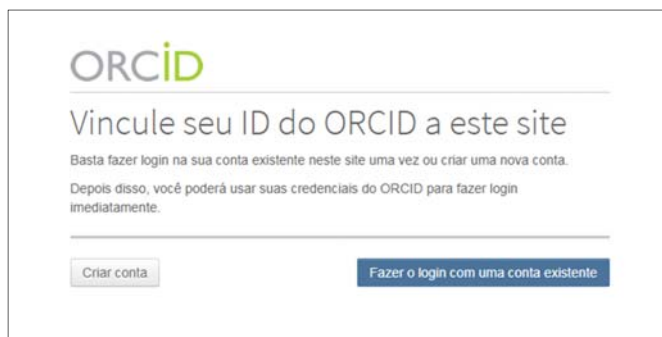 ORCiD
Vincule seu ID do ORCID a este site
Basta fazer login na sua conta existente neste site uma vez ou criar uma nova conta.
Depois disso, você poderá usar suas credenciais do ORCID para fazer login
imediatamente.
Criar conta
Fazer o login com uma conta existente